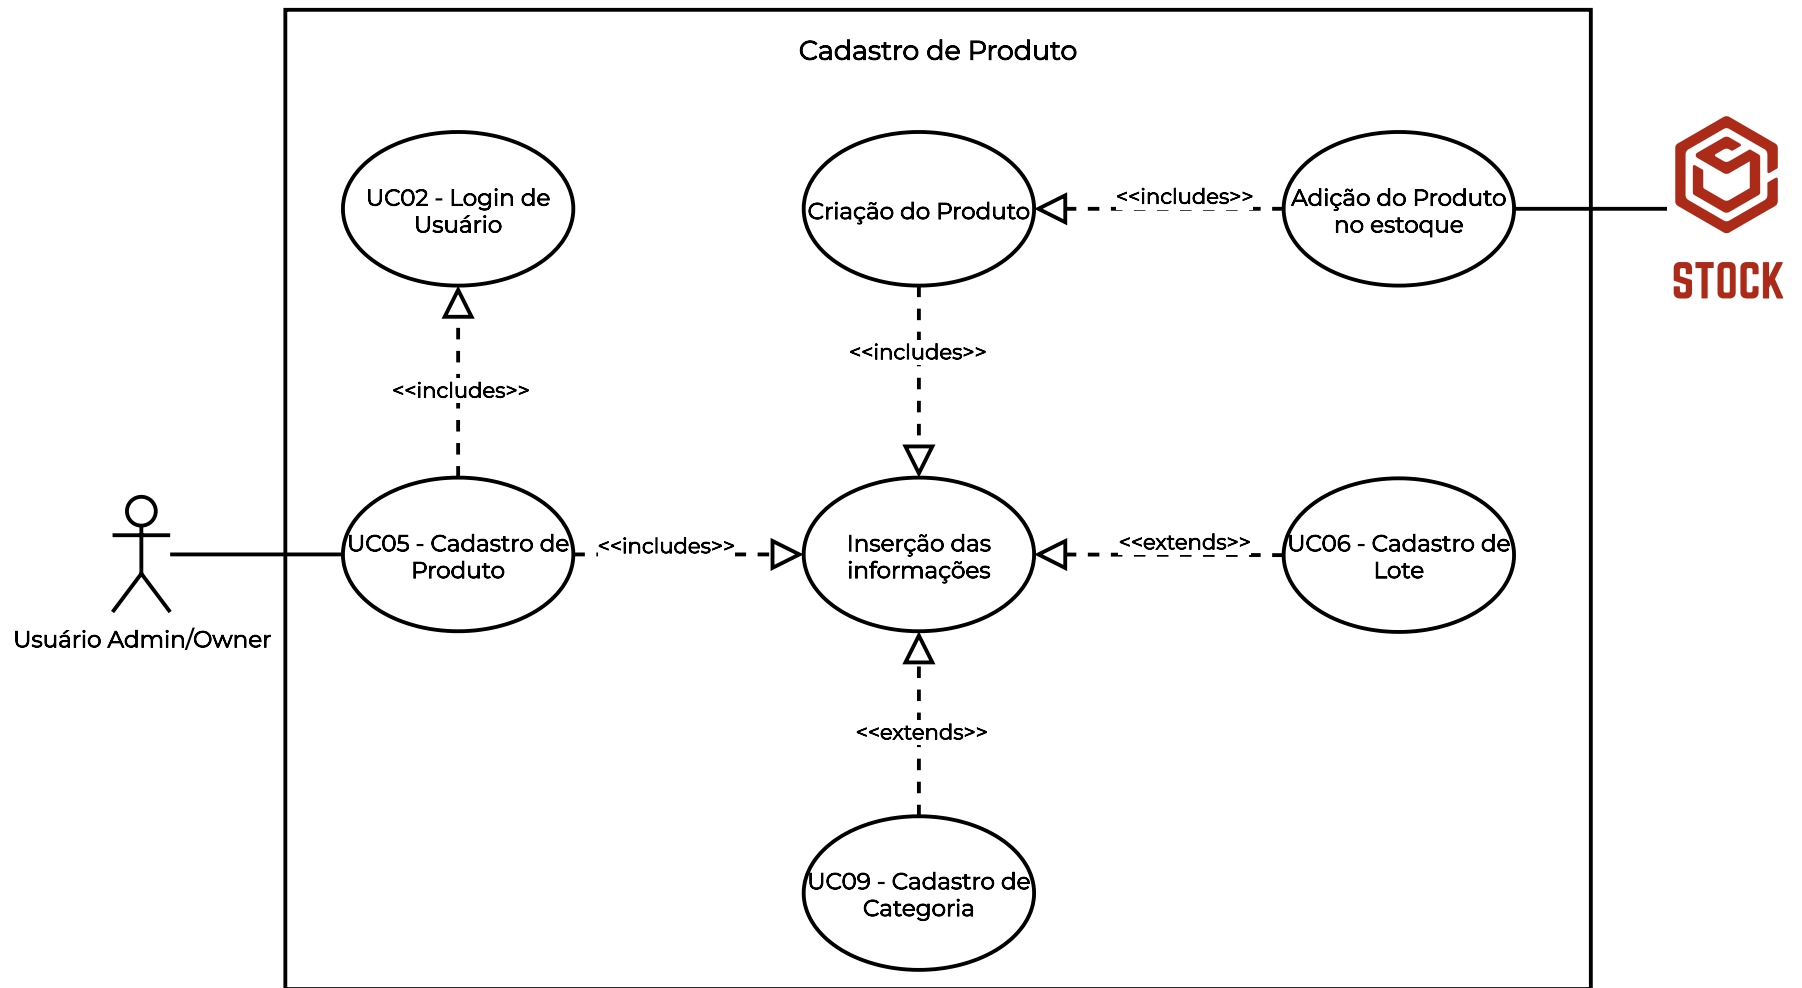 Cadastro de Produto
UC02 - Login de
Usuário
Criação do Produto
<<includes>>
Adição do Produto
no estoque
STOCK
<<includes>>
<<includes>>
Usuário Admin/Owner
UC05 - Cadastro de
Produto
<<includes>>
Inserção das
informações
<<extends>>
UC06 - Cadastro de
Lote
<<extends>>
UC09 - Cadastro de
Categoria